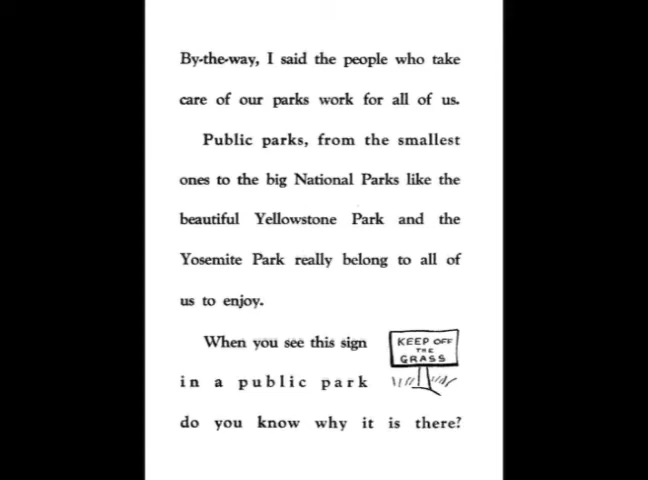 By-the-way, I said the people who take
care of our parks work for all of us.
Public parks, from the smallest
ones to the big National Parks like the
beautiful Yellowstone Park and the
Yosemite Park really belong to all of
us to enjoy.
When you see this sign
in a public park
do you know why it is there?
KEEP OFF
THE
GRASS